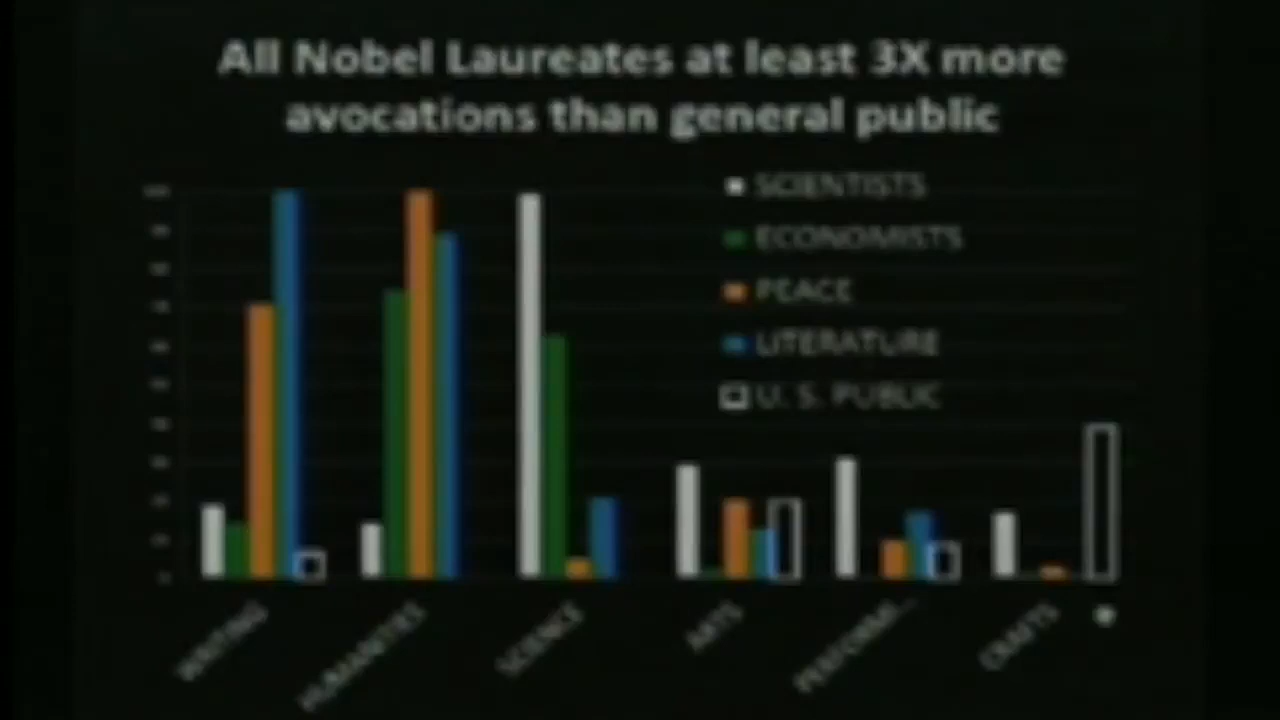 All Nobel Laureates at least 3X more
avocations than general public
SCIENTISTS
ECONOMISTS
PEACE
LITERATURE
U. S. PUBLIC
WRITING
HUMANITIES
SCIENCE
ARTS
PERFORMI...
CRAFTS